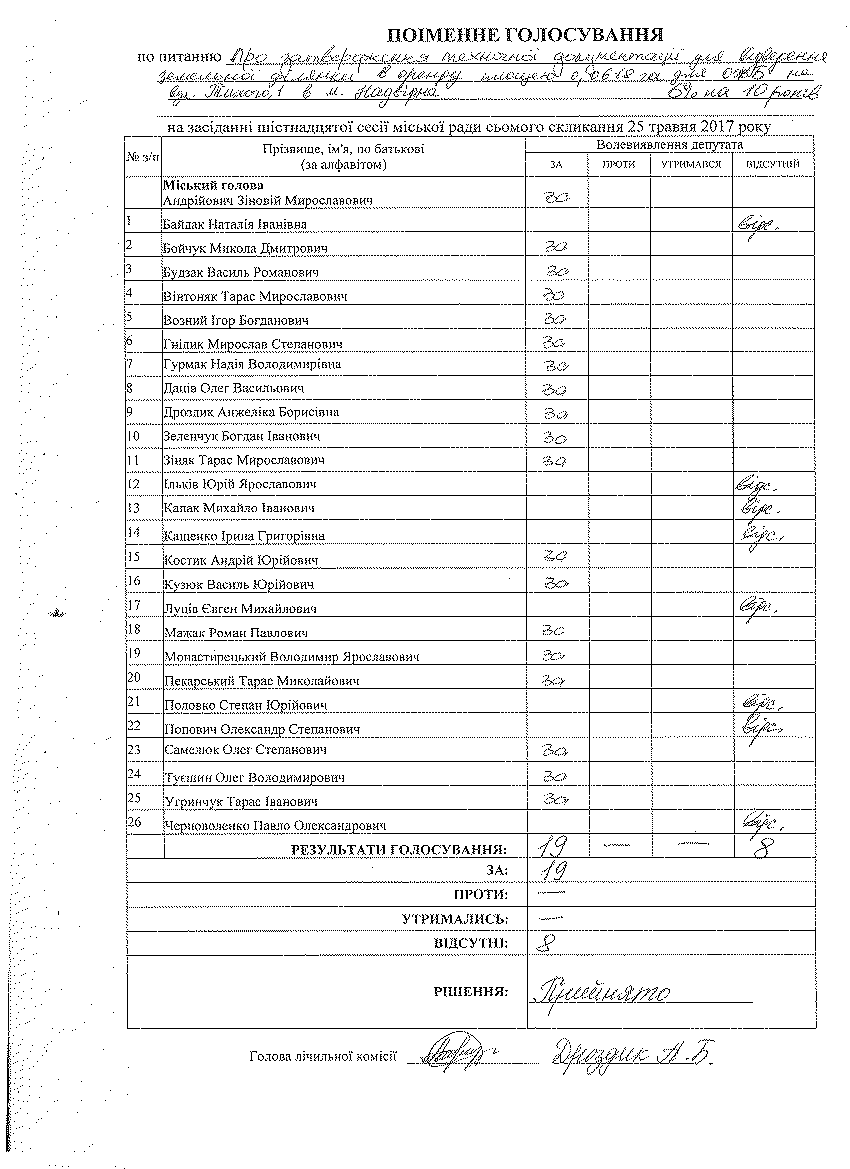 ПОІМЕННЕ ГОЛОСУВАННЯ
по питанню Про затвердження технічної документації для відведення
земельної ділянки в оренду площею 0,0618 га для ОЖБ на
вул. Тихого, 1 в м. Надвірна 5% на 10 років
на засіданні шістнадцятої сесії міської ради сьомого скликання 25 травня 2017 року
№ з/п Прізвище, ім'я, по батькові (за алфавітом) Волевиявлення депутата
ЗА ПРОТИ УТРИМАВСЯ ВІДСУТНІЙ
Міський голова
Андрійович Зіновій Мирославович за
1 Байдак Наталія Іванівна відс.
2 Бойчук Микола Дмитрович за
3 Будзак Василь Романович за
4 Вінтоняк Тарас Мирославович за
5 Возний Ігор Богданович за
6 Гнідик Мирослав Степанович за
7 Гурмак Надія Володимирівна за
8 Даців Олег Васильович за
9 Дроздик Анжеліка Борисівна за
10 Зеленчук Богдан Іванович за
11 Зіняк Тарас Мирославович за
12 Ільків Юрій Ярославович відс.
13 Капак Михайло Іванович відс.
14 Кащенко Ірина Григорівна відс.
15 Костик Андрій Юрійович за
16 Кузюк Василь Юрійович за
17 Луців Євген Михайлович відс.
18 Мажак Роман Павлович за
19 Монастирецький Володимир Ярославович за
20 Пекарський Тарас Миколайович за
21 Половко Степан Юрійович відс.
22 Попович Олександр Степанович відс.
23 Самелюк Олег Степанович за
24 Туєшин Олег Володимирович за
25 Угринчук Тарас Іванович за
26 Черноволенко Павло Олександрович відс.
РЕЗУЛЬТАТИ ГОЛОСУВАННЯ: 19 — — 8
ЗА: 19
ПРОТИ: —
УТРИМАЛИСЬ: —
ВІДСУТНІ: 8
РІШЕННЯ: Прийнято
Голова лічильної комісії Дроздик А. Б.